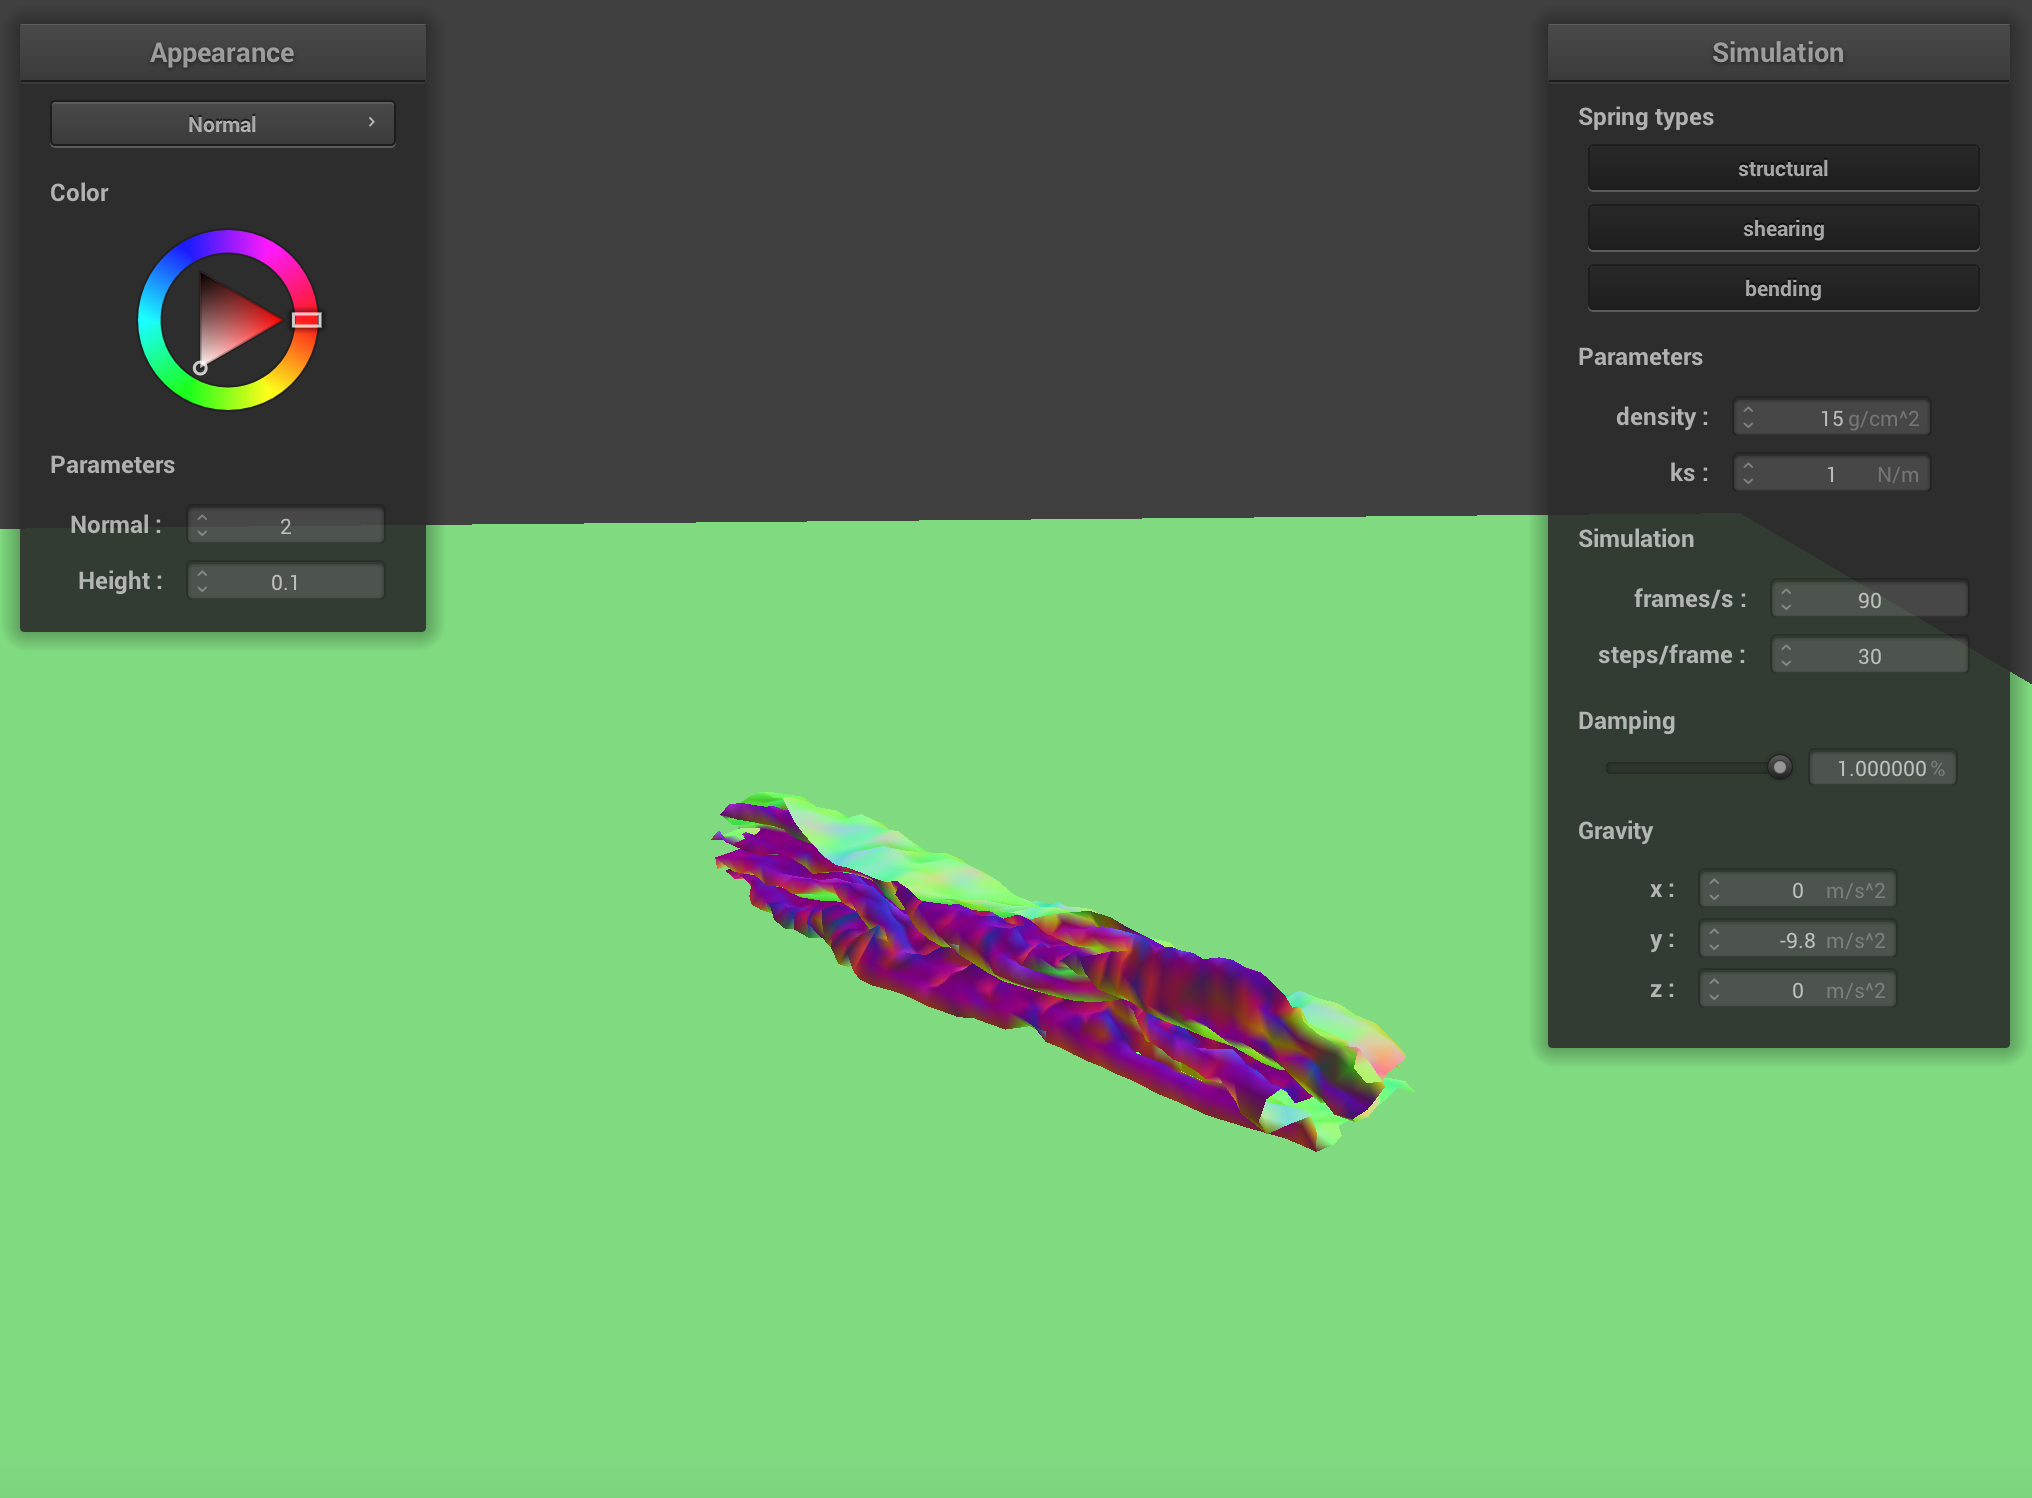 Appearance
Normal
Color
Parameters
Normal : 2
Height : 0.1
Simulation
Spring types
structural
shearing
bending
Parameters
density : 15 g/cm^2
ks : 1 N/m
Simulation
frames/s : 90
steps/frame : 30
Damping
1.000000 %
Gravity
x : 0 m/s^2
y : -9.8 m/s^2
z : 0 m/s^2